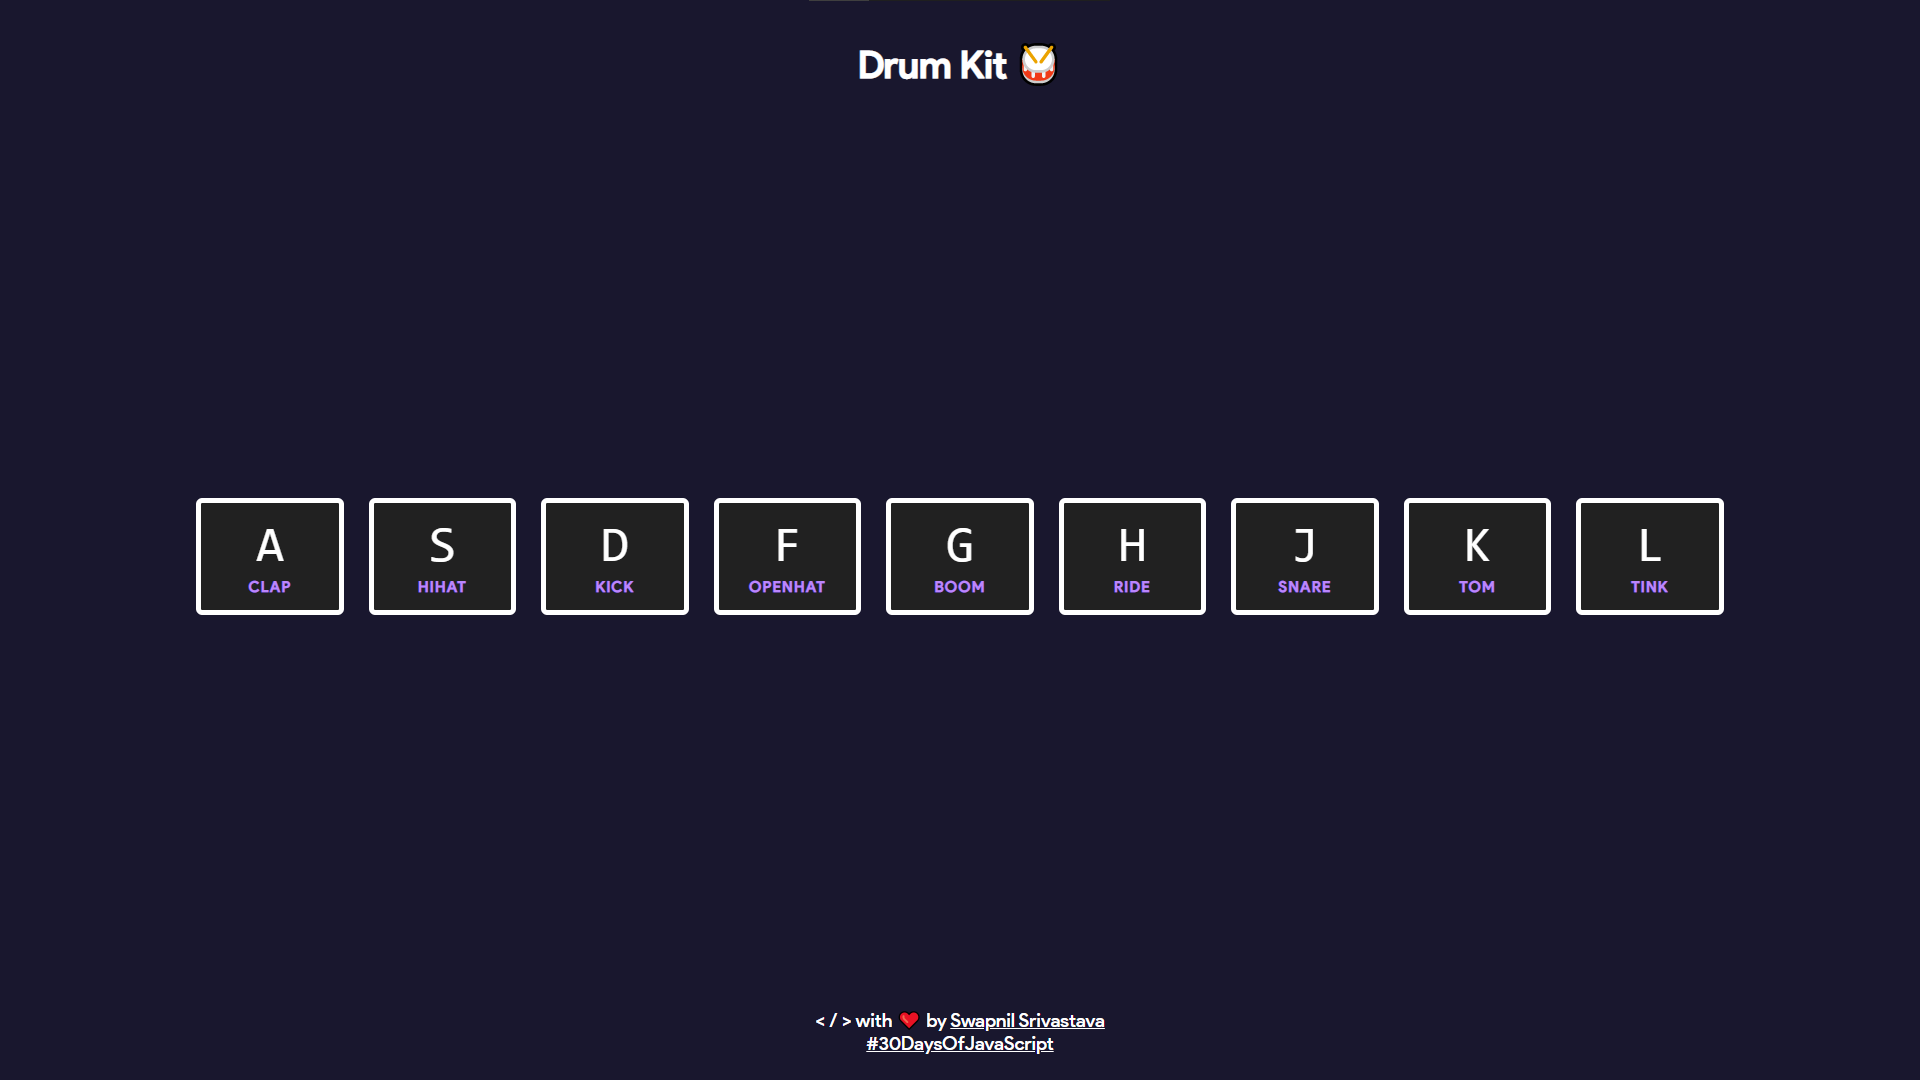 Drum Kit 🥁
A S D F G H J K L
CLAP HIHAT KICK OPENHAT BOOM RIDE SNARE TOM TINK
< / > with ❤️ by Swapnil Srivastava
#30DaysOfJavaScript